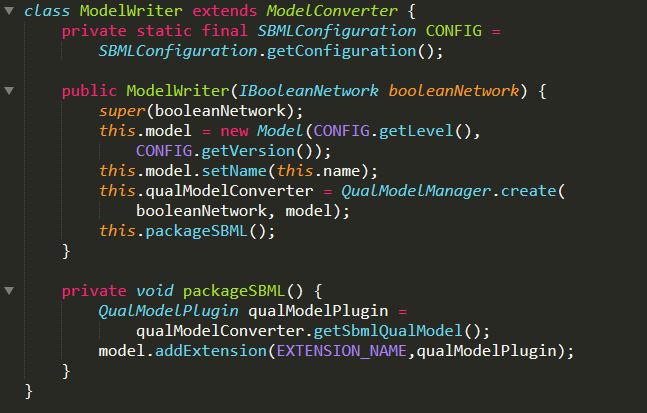 class ModelWriter extends ModelConverter {
    private static final SBMLConfiguration CONFIG =
        SBMLConfiguration.getConfiguration();

    public ModelWriter(IBooleanNetwork booleanNetwork) {
        super(booleanNetwork);
        this.model = new Model(CONFIG.getLevel(),
            CONFIG.getVersion());
        this.model.setName(this.name);
        this.qualModelConverter = QualModelManager.create(
            booleanNetwork, model);
        this.packageSBML();
    }

    private void packageSBML() {
        QualModelPlugin qualModelPlugin =
            qualModelConverter.getSbmlQualModel();
        model.addExtension(EXTENSION_NAME,qualModelPlugin);
    }
}